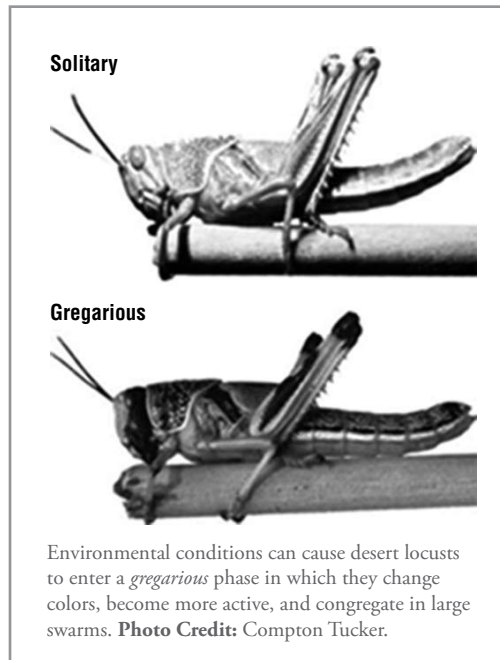 Solitary
Gregarious
Environmental conditions can cause desert locusts
to enter a gregarious phase in which they change
colors, become more active, and congregate in large
swarms. Photo Credit: Compton Tucker.